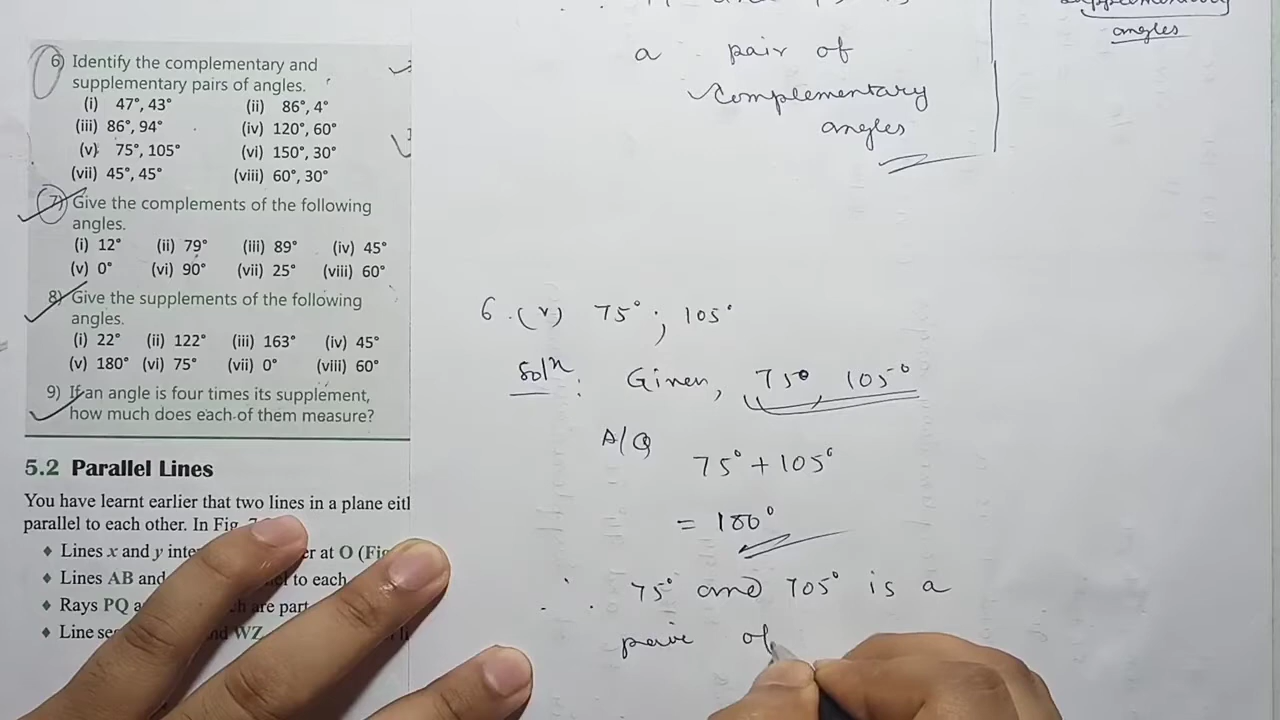 6) Identify the complementary and
supplementary pairs of angles.
(i) 47°, 43° (ii) 86°, 4°
(iii) 86°, 94° (iv) 120°, 60°
(v) 75°, 105° (vi) 150°, 30°
(vii) 45°, 45° (viii) 60°, 30°
7) Give the complements of the following
angles.
(i) 12° (ii) 79° (iii) 89° (iv) 45°
(v) 0° (vi) 90° (vii) 25° (viii) 60°
8) Give the supplements of the following
angles.
(i) 22° (ii) 122° (iii) 163° (iv) 45°
(v) 180° (vi) 75° (vii) 0° (viii) 60°
9) If an angle is four times its supplement,
how much does each of them measure?
5.2 Parallel Lines
You have learnt earlier that two lines in a plane
parallel to each other. In Fig.
♦ Lines x and y at O
♦ Lines AB and to each
♦ Rays PQ are
♦ Line WZ
a pair of
Complementary
angles
angles
6. (v) 75° ; 105°
Solⁿ: Given, 75° 105°
A/Q
75° + 105°
= 180°
∴ 75° and 105° is a
pair of